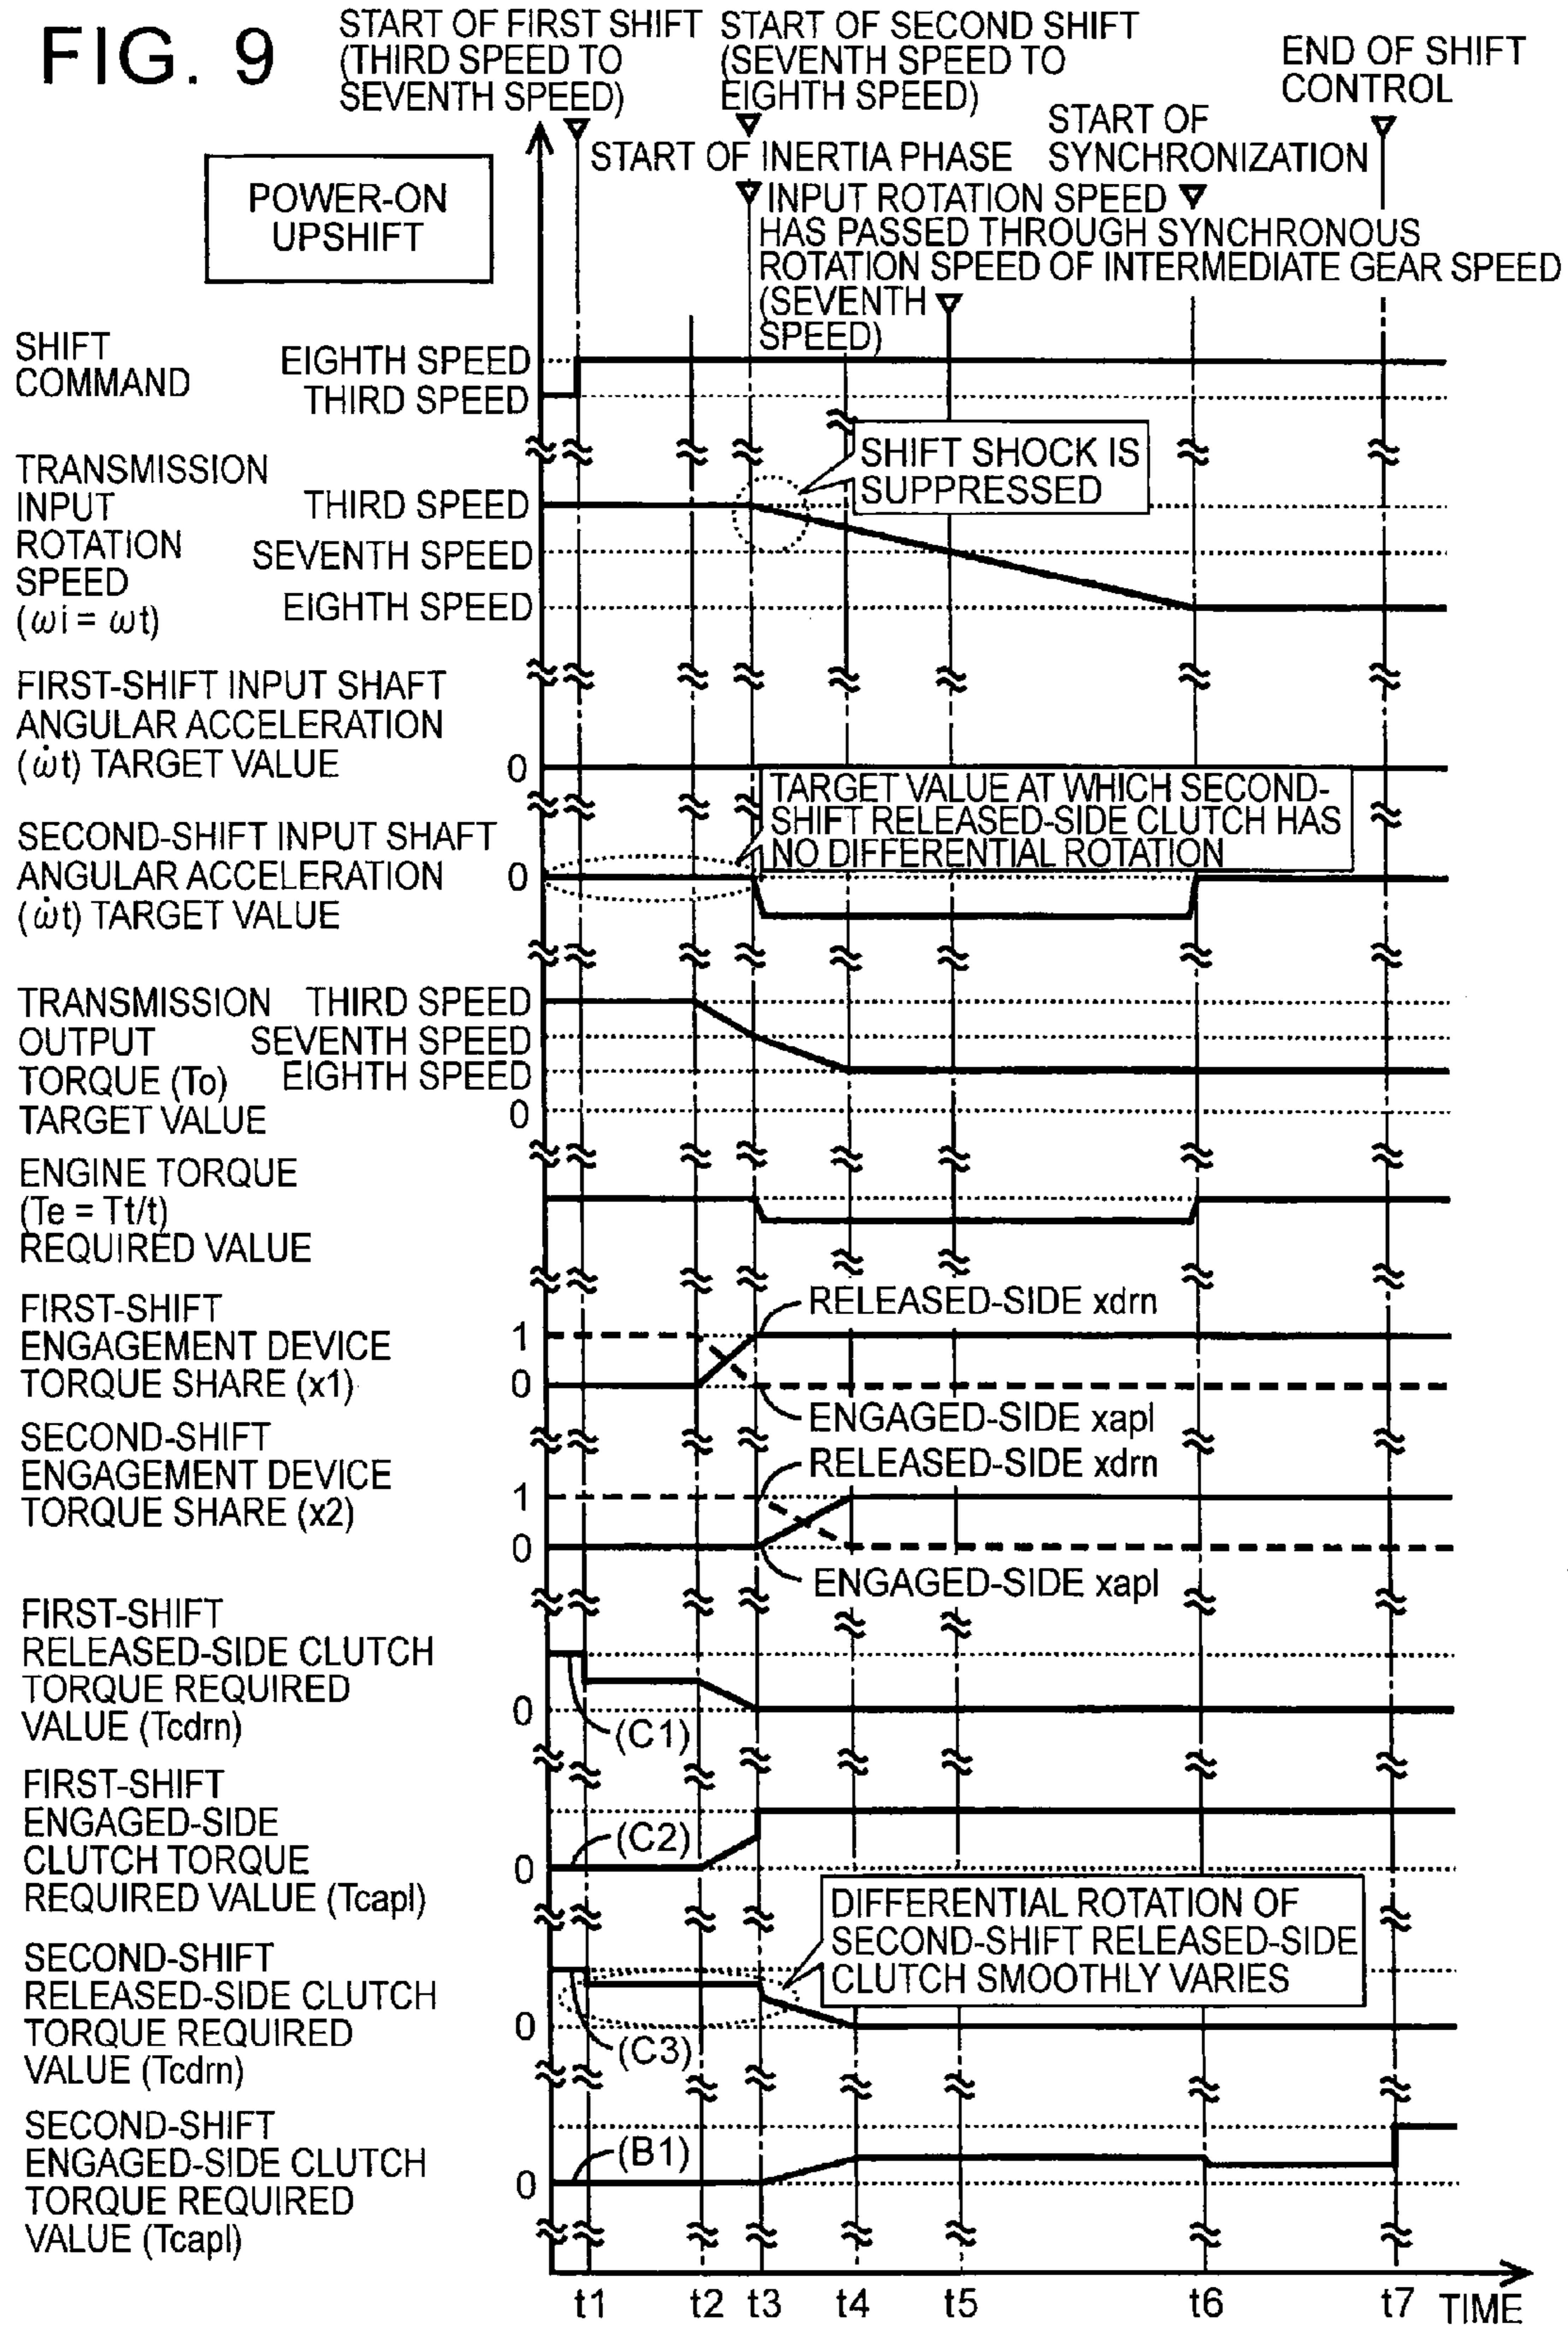 FIG. 9
START OF FIRST SHIFT
(THIRD SPEED TO
SEVENTH SPEED)
START OF SECOND SHIFT
(SEVENTH SPEED TO
EIGHTH SPEED)
END OF SHIFT
CONTROL
START OF
SYNCHRONIZATION
START OF INERTIA PHASE
POWER-ON
UPSHIFT
INPUT ROTATION SPEED
HAS PASSED THROUGH SYNCHRONOUS
ROTATION SPEED OF INTERMEDIATE GEAR SPEED
(SEVENTH
SPEED)
SHIFT
COMMAND
EIGHTH SPEED
THIRD SPEED
SHIFT SHOCK IS
SUPPRESSED
TRANSMISSION
INPUT
ROTATION
SPEED
(ωi = ωt)
THIRD SPEED
SEVENTH SPEED
EIGHTH SPEED
FIRST-SHIFT INPUT SHAFT
ANGULAR ACCELERATION
(ω̇t) TARGET VALUE
0
TARGET VALUE AT WHICH SECOND-
SHIFT RELEASED-SIDE CLUTCH HAS
NO DIFFERENTIAL ROTATION
SECOND-SHIFT INPUT SHAFT
ANGULAR ACCELERATION
(ω̇t) TARGET VALUE
0
TRANSMISSION
OUTPUT
TORQUE (To)
TARGET VALUE
THIRD SPEED
SEVENTH SPEED
EIGHTH SPEED
0
ENGINE TORQUE
(Te = Tt/t)
REQUIRED VALUE
FIRST-SHIFT
ENGAGEMENT DEVICE
TORQUE SHARE (x1)
1
0
RELEASED-SIDE xdrn
ENGAGED-SIDE xapl
SECOND-SHIFT
ENGAGEMENT DEVICE
TORQUE SHARE (x2)
1
0
RELEASED-SIDE xdrn
ENGAGED-SIDE xapl
FIRST-SHIFT
RELEASED-SIDE CLUTCH
TORQUE REQUIRED
VALUE (Tcdrn)
0
(C1)
FIRST-SHIFT
ENGAGED-SIDE
CLUTCH TORQUE
REQUIRED VALUE (Tcapl)
0
(C2)
DIFFERENTIAL ROTATION OF
SECOND-SHIFT RELEASED-SIDE
CLUTCH SMOOTHLY VARIES
SECOND-SHIFT
RELEASED-SIDE CLUTCH
TORQUE REQUIRED
VALUE (Tcdrn)
0
(C3)
SECOND-SHIFT
ENGAGED-SIDE CLUTCH
TORQUE REQUIRED
VALUE (Tcapl)
0
(B1)
t1 t2 t3 t4 t5 t6 t7 TIME